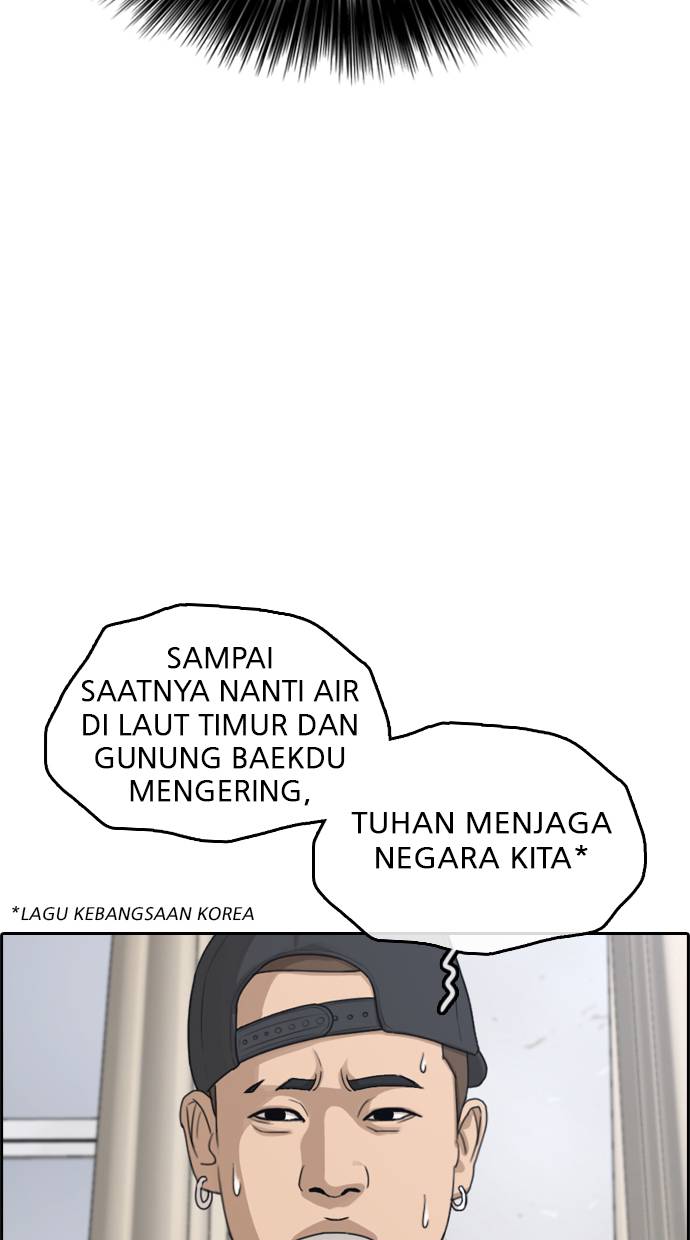 SAMPAI
SAATNYA NANTI AIR
DI LAUT TIMUR DAN
GUNUNG BAEKDU
MENGERING,
TUHAN MENJAGA
NEGARA KITA*
*LAGU KEBANGSAAN KOREA